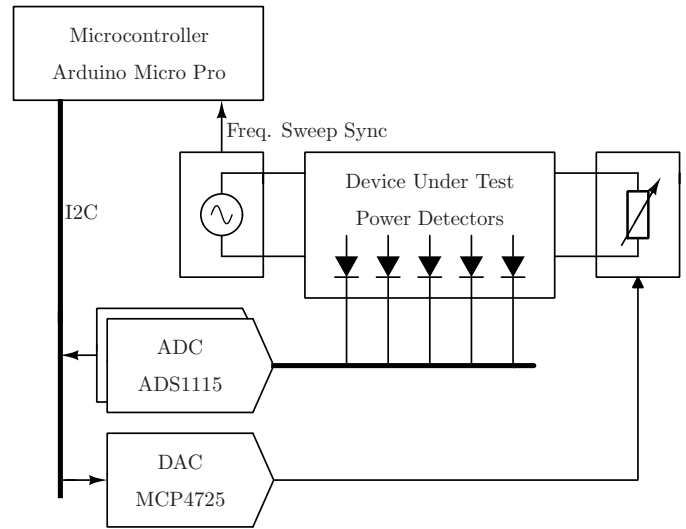 Microcontroller
Arduino Micro Pro
Freq. Sweep Sync
Device Under Test
Power Detectors
I2C
ADC
ADS1115
DAC
MCP4725